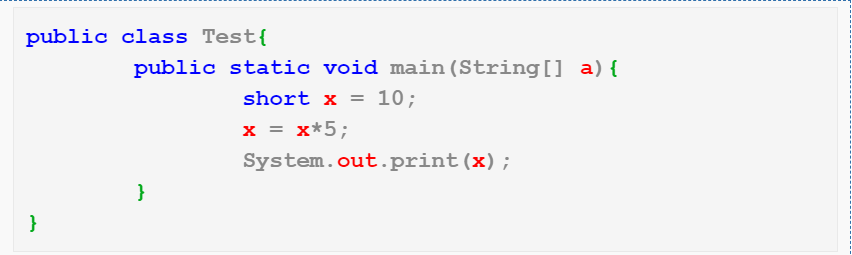 public class Test{
public static void main(String[] a){
short x = 10;
x = x*5;
System.out.print(x);
}
}